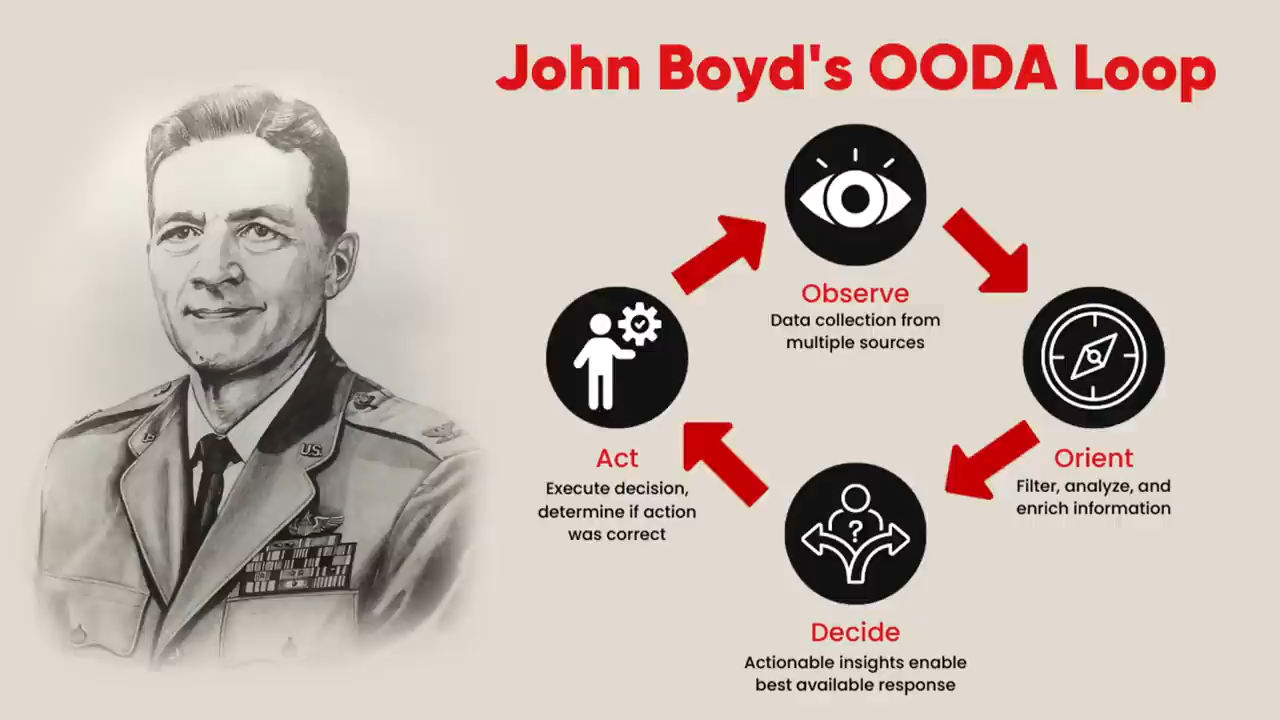 John Boyd's OODA Loop
Observe
Data collection from
multiple sources
Orient
Filter, analyze, and
enrich information
Decide
Actionable insights enable
best available response
Act
Execute decision,
determine if action
was correct
?
U.S.